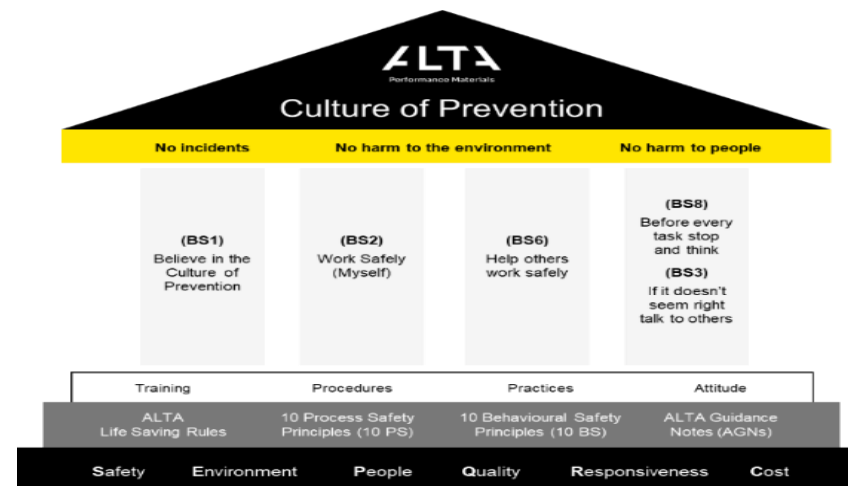 ALTA
Performance Materials
Culture of Prevention
No incidents No harm to the environment No harm to people
(BS1)
Believe in the
Culture of
Prevention
(BS2)
Work Safely
(Myself)
(BS6)
Help others
work safely
(BS8)
Before every
task stop
and think
(BS3)
If it doesn't
seem right
talk to others
Training Procedures Practices Attitude
ALTA
Life Saving Rules
10 Process Safety
Principles (10 PS)
10 Behavioural Safety
Principles (10 BS)
ALTA Guidance
Notes (AGNs)
Safety Environment People Quality Responsiveness Cost